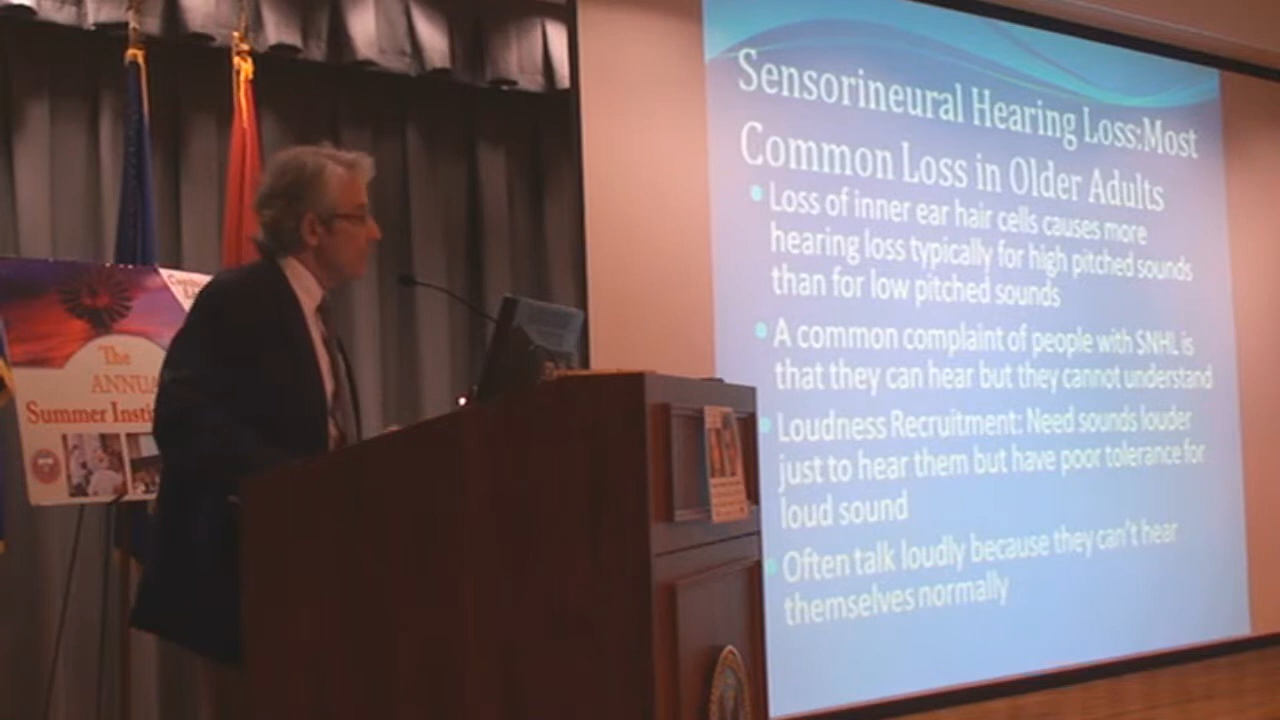 The
ANNUA
Summer Insti
Sensorineural Hearing Loss:Most
Common Loss in Older Adults
Loss of inner ear hair cells causes more
hearing loss typically for high pitched sounds
than for low pitched sounds
A common complaint of people with SNHL is
that they can hear but they cannot understand
Loudness Recruitment: Need sounds louder
just to hear them but have poor tolerance for
loud sound
Often talk loudly because they can't hear
themselves normally